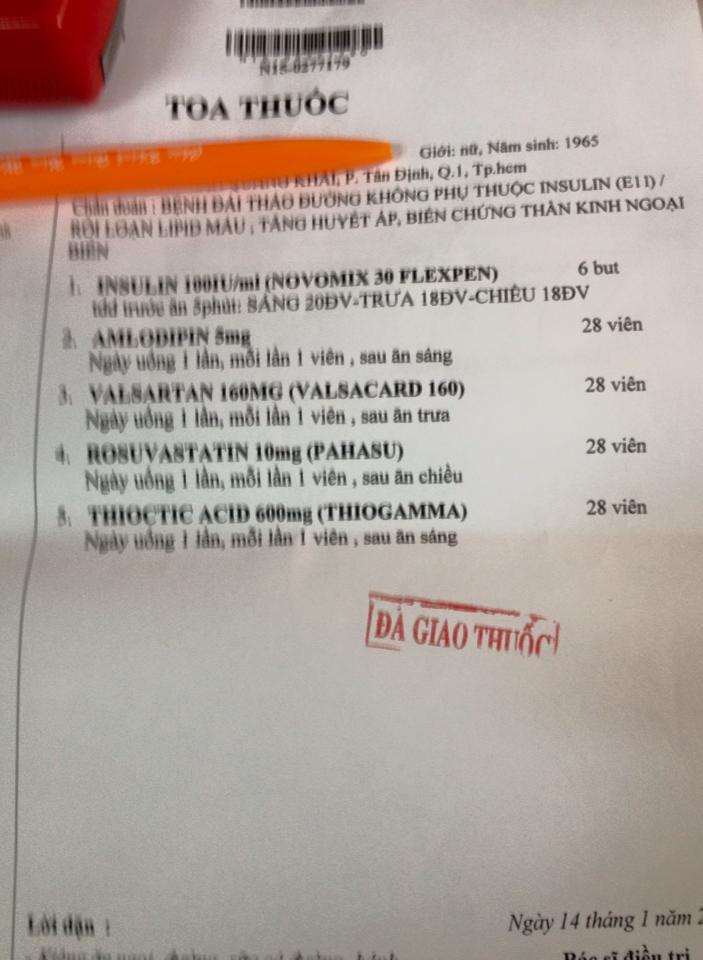 N15-0277179
TOA THUỐC
Giới: nữ, Năm sinh: 1965
QUANG KHẢI, P. Tân Định, Q.1, Tp.hcm
Chẩn đoán : BỆNH ĐÁI THÁO ĐƯỜNG KHÔNG PHỤ THUỘC INSULIN (E11) /
RỐI LOẠN LIPID MÁU , TĂNG HUYẾT ÁP, BIẾN CHỨNG THẦN KINH NGOẠI
BIÊN
1. INSULIN 100IU/ml (NOVOMIX 30 FLEXPEN) 6 but
tdd trước ăn 5phút: SÁNG 20ĐV-TRƯA 18ĐV-CHIỀU 18ĐV
2. AMLODIPIN 5mg 28 viên
Ngày uống 1 lần, mỗi lần 1 viên , sau ăn sáng
3. VALSARTAN 160MG (VALSACARD 160) 28 viên
Ngày uống 1 lần, mỗi lần 1 viên , sau ăn trưa
4. ROSUVASTATIN 10mg (PAHASU) 28 viên
Ngày uống 1 lần, mỗi lần 1 viên , sau ăn chiều
5. THIOCTIC ACID 600mg (THIOGAMMA) 28 viên
Ngày uống 1 lần, mỗi lần 1 viên , sau ăn sáng
ĐÃ GIAO THUỐC
Lời dặn :
Ngày 14 tháng 1 năm 2
Bác sĩ điều trị